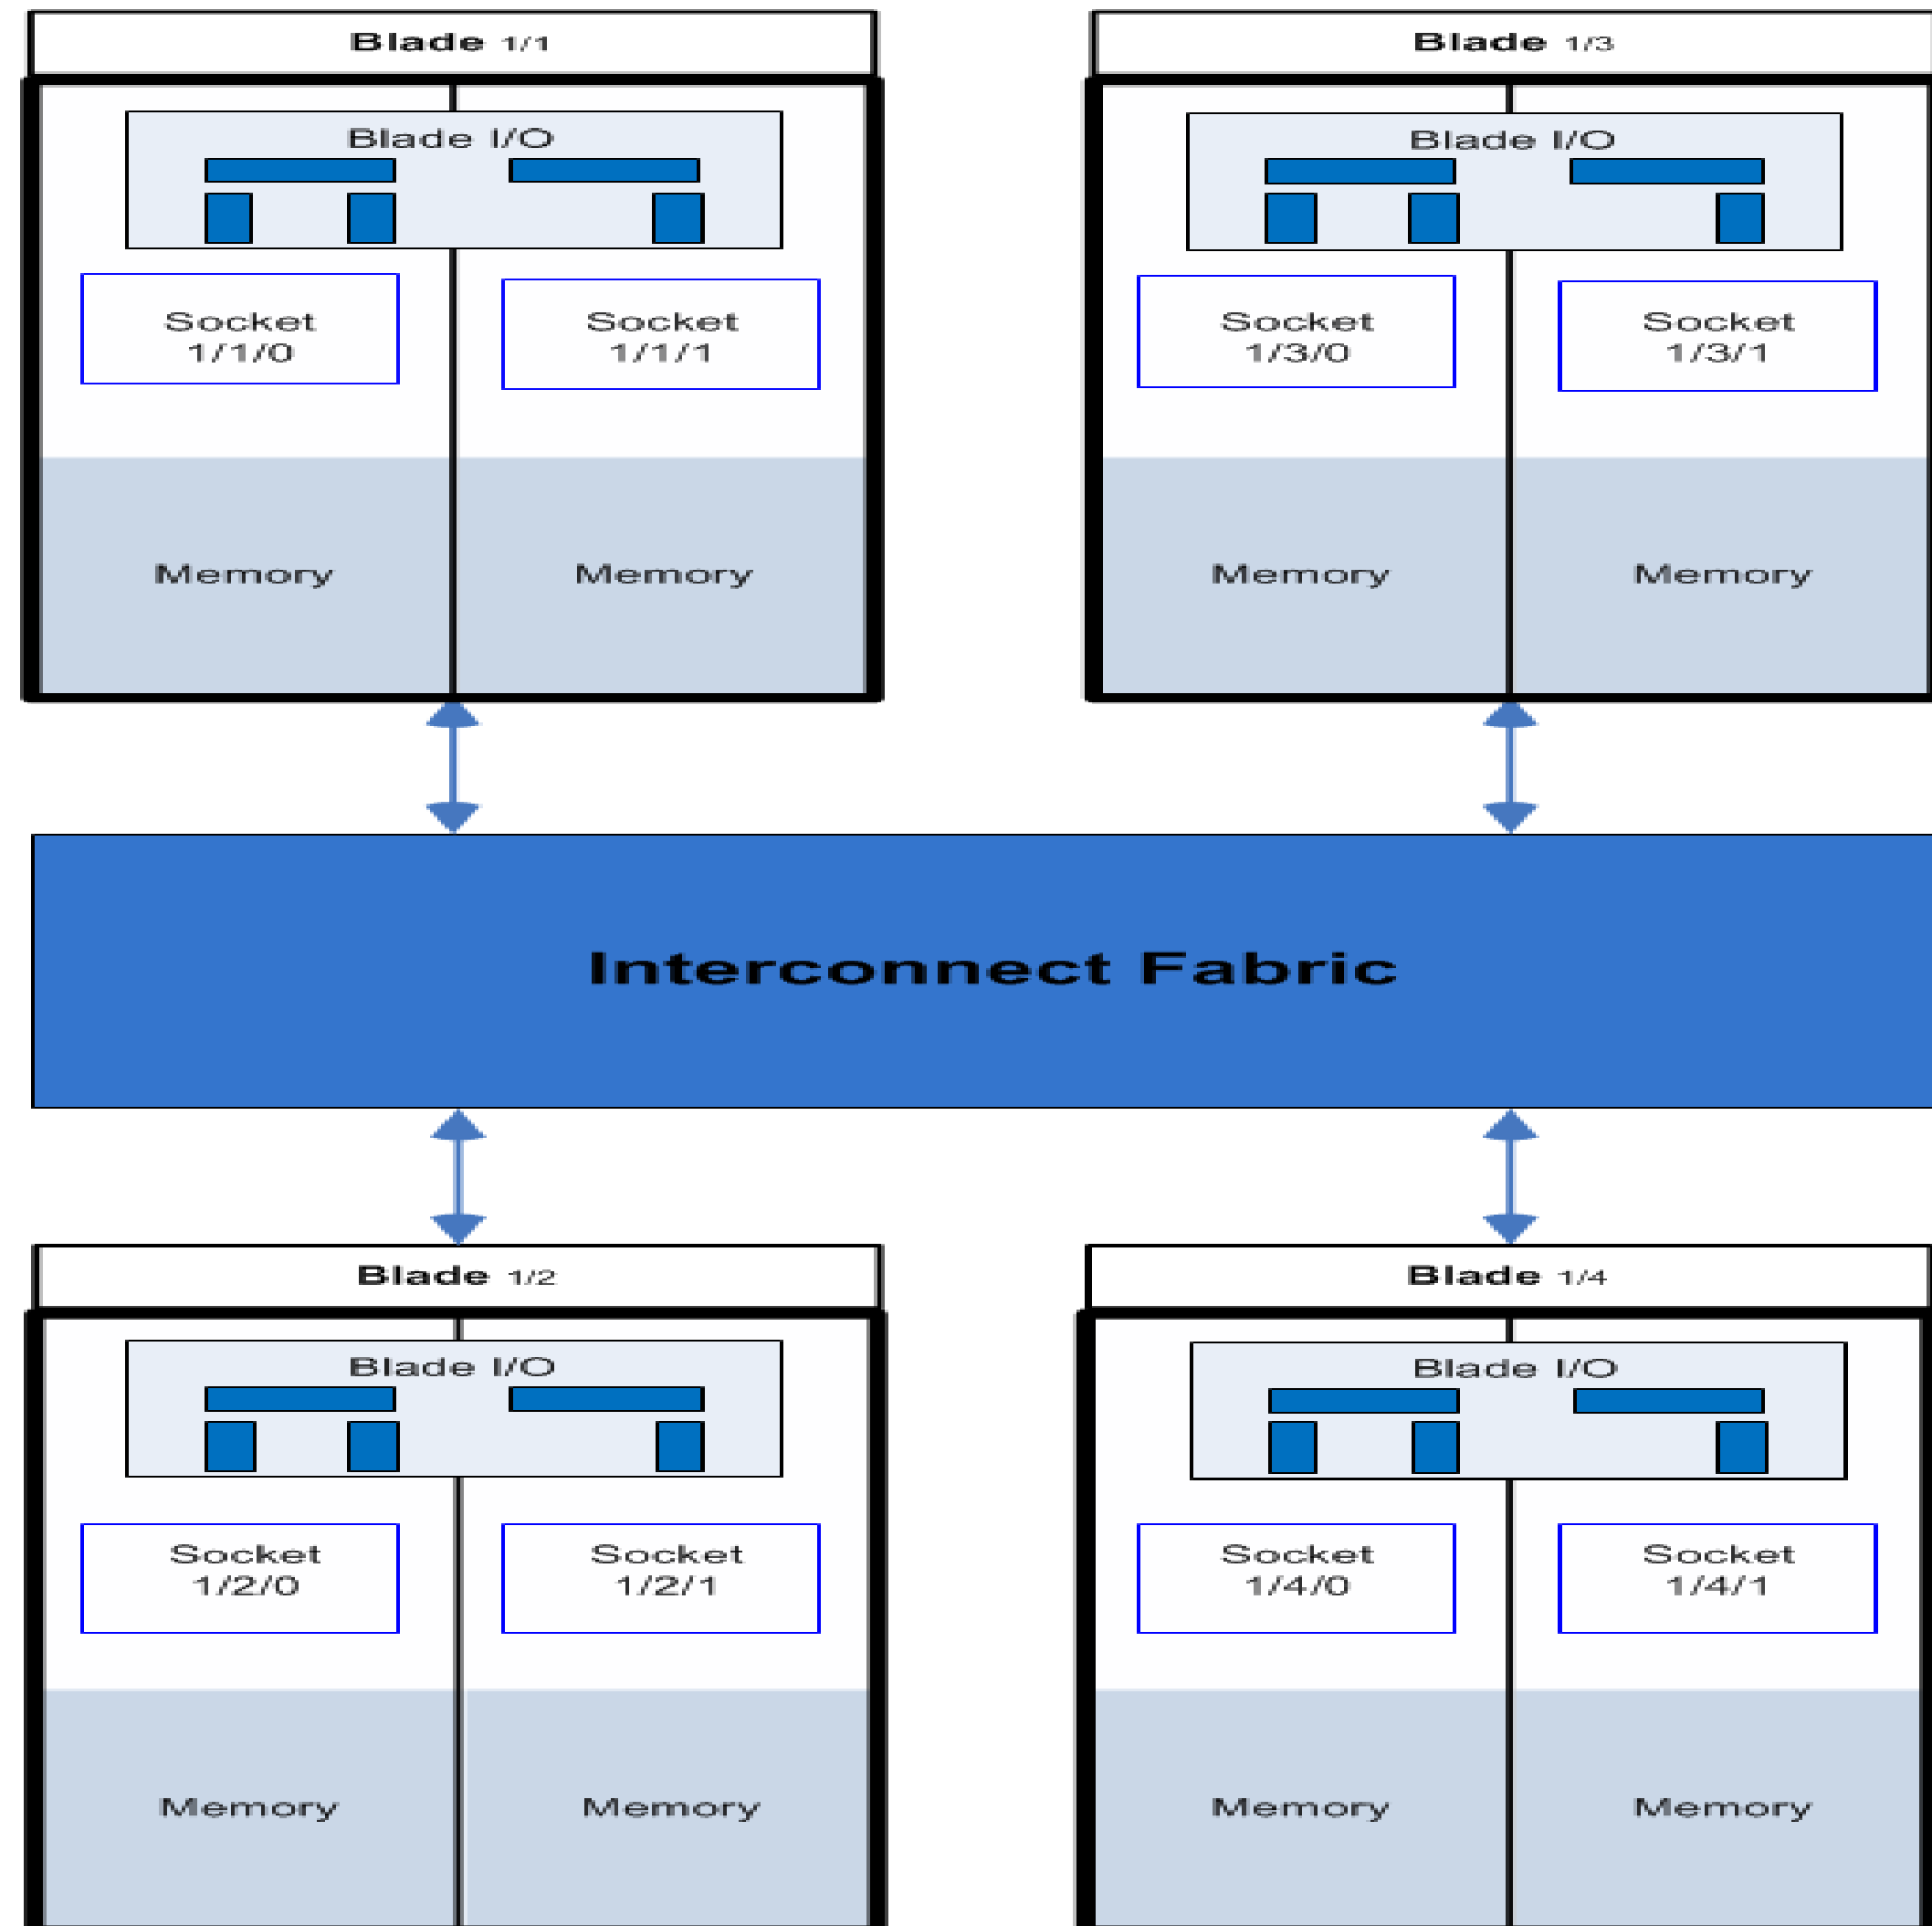 Blade 1/1
Blade I/O
Socket
1/1/0
Socket
1/1/1
Memory
Memory
Blade 1/3
Blade I/O
Socket
1/3/0
Socket
1/3/1
Memory
Memory
Interconnect Fabric
Blade 1/2
Blade I/O
Socket
1/2/0
Socket
1/2/1
Memory
Memory
Blade 1/4
Blade I/O
Socket
1/4/0
Socket
1/4/1
Memory
Memory